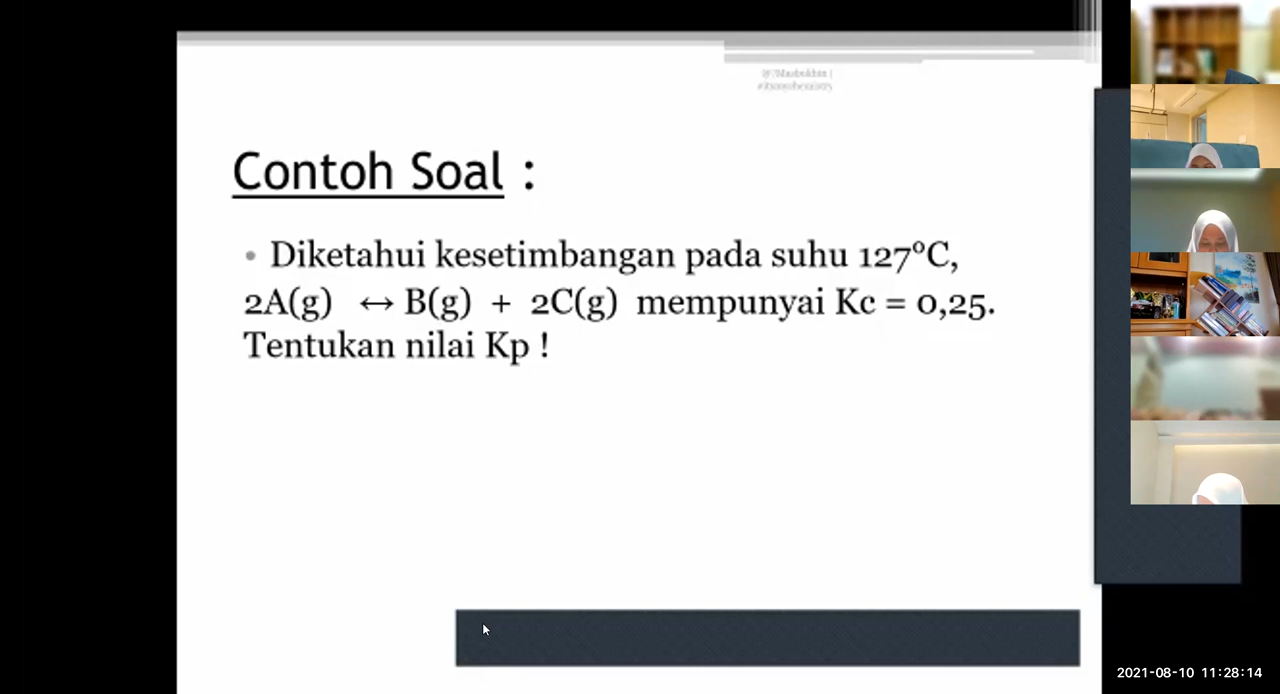 Contoh Soal :
• Diketahui kesetimbangan pada suhu 127°C,
2A(g) ↔ B(g) + 2C(g) mempunyai Kc = 0,25.
Tentukan nilai Kp !
2021-08-10 11:28:14